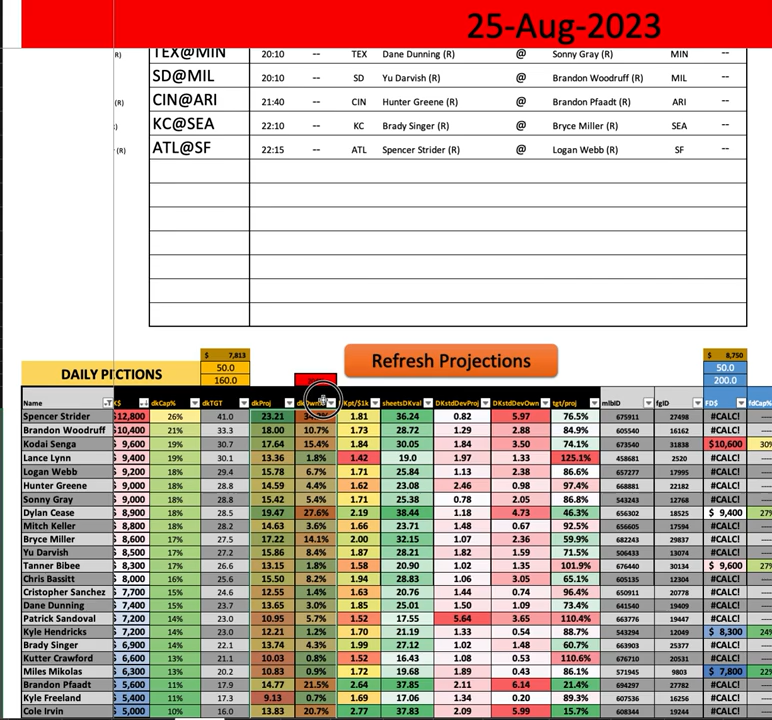 25-Aug-2023
R) TEX@MIN 20:10 -- TEX Dane Dunning (R) @ Sonny Gray (R) MIN --
SD@MIL 20:10 -- SD Yu Darvish (R) @ Brandon Woodruff (R) MIL --
(R) CIN@ARI 21:40 -- CIN Hunter Greene (R) @ Brandon Pfaadt (R) ARI --
) KC@SEA 22:10 -- KC Brady Singer (R) @ Bryce Miller (R) SEA --
(R) ATL@SF 22:15 -- ATL Spencer Strider (R) @ Logan Webb (R) SF --
$ 7,813 $ 8,750
Refresh Projections
DAILY PICTIONS 50.0 50.0
160.0 200.0
Name K$ dkCap% dkTGT dkProj dkOwn% Kpt/$1k sheetsDKval DKstdDevProj DKstdDevOwn tgt/proj mlbID fgID FD$ fdCap%
Spencer Strider $12,800 26% 41.0 23.21 1.81 36.24 0.82 5.97 76.5% 675911 27498 #CALC! ---
Brandon Woodruff $10,400 21% 33.3 18.00 10.7% 1.73 28.72 1.29 2.88 84.9% 605540 16162 #CALC! ---
Kodai Senga $ 9,600 19% 30.7 17.64 15.4% 1.84 30.05 1.84 3.50 74.1% 673540 31838 $10,600 30%
Lance Lynn $ 9,400 19% 30.1 13.36 1.8% 1.42 19.0 1.97 1.33 125.1% 458681 2520 #CALC! ---
Logan Webb $ 9,200 18% 29.4 15.78 6.7% 1.71 25.84 1.13 2.38 86.6% 657277 17995 #CALC! ---
Hunter Greene $ 9,000 18% 28.8 14.59 4.4% 1.62 23.08 2.46 0.98 97.4% 668881 22182 #CALC! ---
Sonny Gray $ 9,000 18% 28.8 15.42 5.4% 1.71 25.38 0.78 2.05 86.8% 543243 12768 #CALC! ---
Dylan Cease $ 8,900 18% 28.5 19.47 27.6% 2.19 38.44 1.18 4.73 46.3% 656302 18525 $ 9,400 27%
Mitch Keller $ 8,800 18% 28.2 14.63 3.6% 1.66 23.71 1.48 0.67 92.5% 656605 17594 #CALC! ---
Bryce Miller $ 8,600 17% 27.5 17.22 14.1% 2.00 32.15 1.07 2.36 59.9% 682243 29837 #CALC! ---
Yu Darvish $ 8,500 17% 27.2 15.86 8.4% 1.87 28.21 1.82 1.59 71.5% 506433 13074 #CALC! ---
Tanner Bibee $ 8,300 17% 26.6 13.15 1.8% 1.58 20.90 1.02 1.35 101.9% 676440 30134 $ 9,600 27%
Chris Bassitt $ 8,000 16% 25.6 15.50 8.2% 1.94 28.83 1.06 3.05 65.1% 605135 12304 #CALC! ---
Cristopher Sanchez $ 7,700 15% 24.6 12.55 1.4% 1.63 20.76 1.44 0.74 96.4% 650911 20778 #CALC! ---
Dane Dunning $ 7,400 15% 23.7 13.65 3.0% 1.85 25.01 1.50 1.09 73.4% 641540 19409 #CALC! ---
Patrick Sandoval $ 7,200 14% 23.0 10.95 5.7% 1.52 17.55 5.64 3.65 110.4% 663776 19447 #CALC! ---
Kyle Hendricks $ 7,200 14% 23.0 12.21 1.2% 1.70 21.19 1.33 0.54 88.7% 543294 12049 $ 8,300 24%
Brady Singer $ 6,900 14% 22.1 13.74 4.3% 1.99 27.12 1.02 1.48 60.7% 663903 25377 #CALC! ---
Kutter Crawford $ 6,600 13% 21.1 10.03 0.8% 1.52 16.43 1.08 0.53 110.6% 676710 20531 #CALC! ---
Miles Mikolas $ 6,300 13% 20.2 10.83 0.9% 1.72 19.68 1.89 0.43 86.1% 571945 9803 $ 7,800 22%
Brandon Pfaadt $ 5,600 11% 17.9 14.77 21.5% 2.64 37.85 2.11 6.14 21.4% 694297 27782 #CALC! ---
Kyle Freeland $ 5,400 11% 17.3 9.13 0.7% 1.69 17.06 1.34 0.20 89.3% 607536 16256 #CALC! ---
Cole Irvin $ 5,000 10% 16.0 13.83 20.7% 2.77 37.83 2.09 5.99 15.7% 608344 19244 #CALC! ---